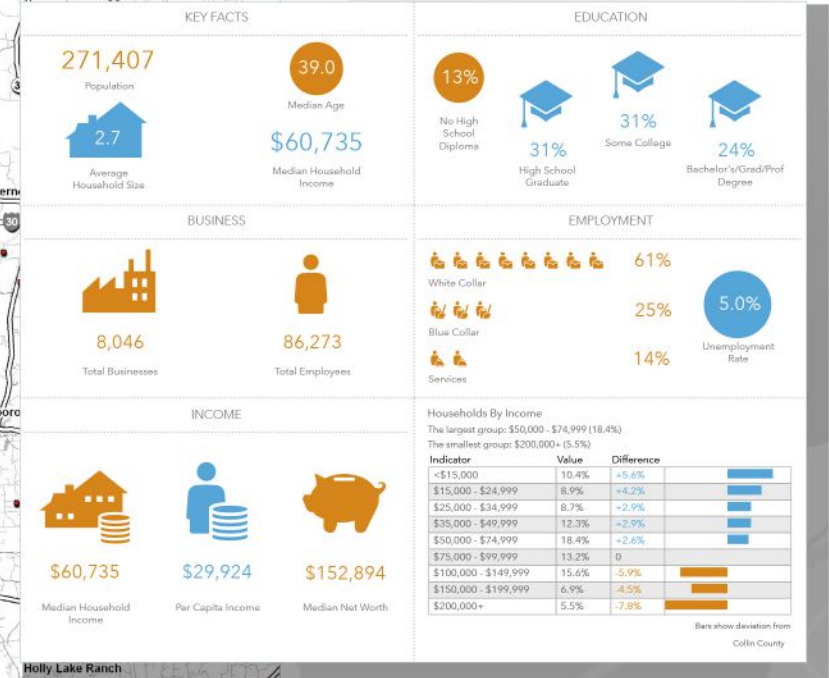 KEY FACTS
271,407
Population
39.0
Median Age
2.7
Average
Household Size
$60,735
Median Household
Income
EDUCATION
13%
No High
School
Diploma
31%
High School
Graduate
31%
Some College
24%
Bachelor's/Grad/Prof
Degree
BUSINESS
8,046
Total Businesses
86,273
Total Employees
EMPLOYMENT
61%
White Collar
25%
Blue Collar
14%
Services
5.0%
Unemployment
Rate
INCOME
$60,735
Median Household
Income
$29,924
Per Capita Income
$152,894
Median Net Worth
Households By Income
The largest group: $50,000 - $74,999 (18.4%)
The smallest group: $200,000+ (5.5%)
Indicator Value Difference
<$15,000 10.4% +5.6%
$15,000 - $24,999 8.9% +4.2%
$25,000 - $34,999 8.7% +2.9%
$35,000 - $49,999 12.3% +2.9%
$50,000 - $74,999 18.4% +2.6%
$75,000 - $99,999 13.2% 0
$100,000 - $149,999 15.6% -5.9%
$150,000 - $199,999 6.9% -4.5%
$200,000+ 5.5% -7.8%
Bars show deviation from
Collin County
30
Holly Lake Ranch